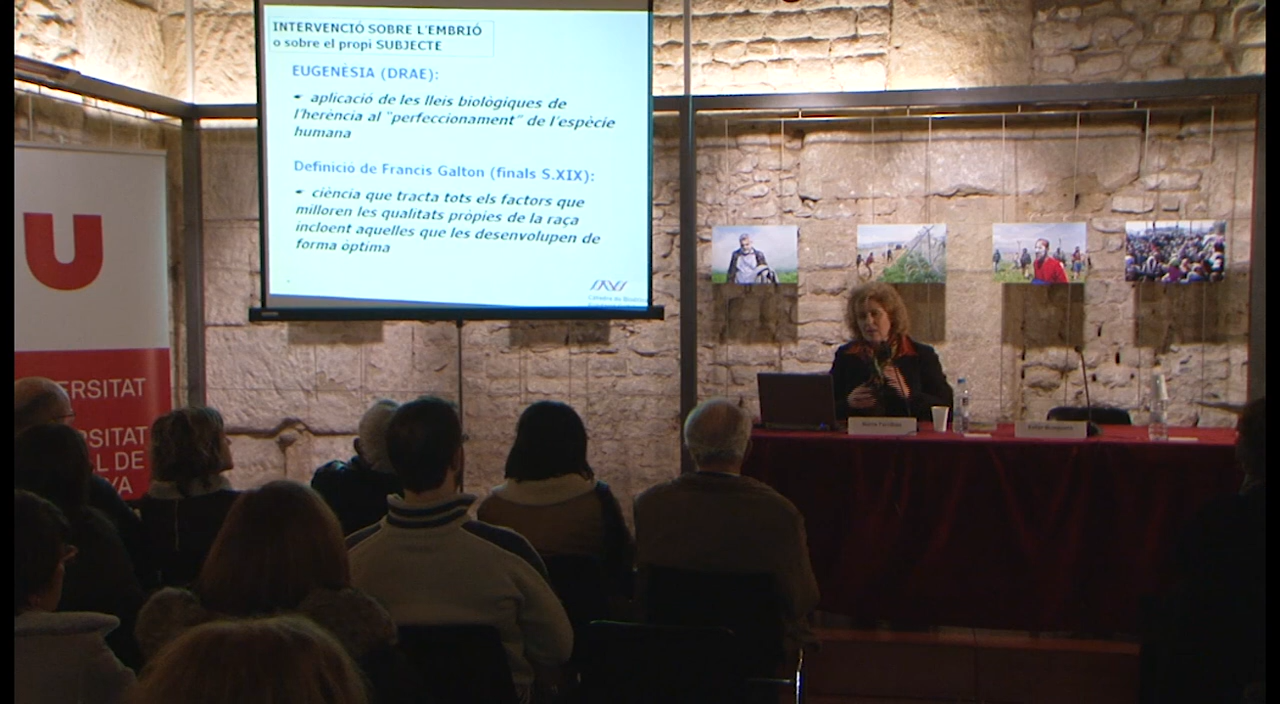 INTERVENCIÓ SOBRE L'EMBRIÓ
o sobre el propi SUBJECTE
EUGENÈSIA (DRAE):
aplicació de les lleis biològiques de
l'herència al "perfeccionament" de l'espècie
humana
Definició de Francis Galton (finals S.XIX):
ciència que tracta tots els factors que
milloren les qualitats pròpies de la raça
incloent aquelles que les desenvolupen de
forma òptima
U
ERSITAT
RSITAT
L DE
YA